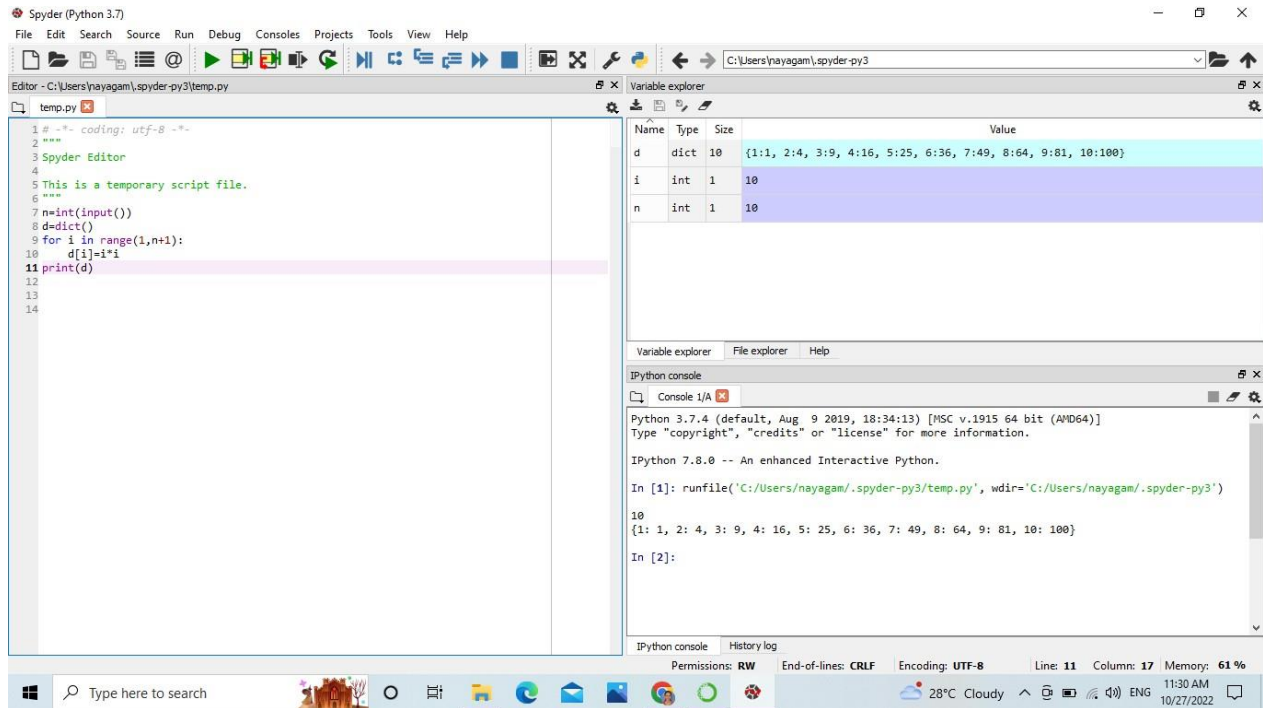 Spyder (Python 3.7)
File Edit Search Source Run Debug Consoles Projects Tools View Help
C:\Users\nayagam\.spyder-py3
Editor - C:\Users\nayagam\.spyder-py3\temp.py
temp.py
1 # -*- coding: utf-8 -*-
2 """
3 Spyder Editor
4
5 This is a temporary script file.
6 """
7 n=int(input())
8 d=dict()
9 for i in range(1,n+1):
10     d[i]=i*i
11 print(d)
12
13
14
Variable explorer
Name Type Size Value
d dict 10 {1:1, 2:4, 3:9, 4:16, 5:25, 6:36, 7:49, 8:64, 9:81, 10:100}
i int 1 10
n int 1 10
Variable explorer File explorer Help
IPython console
Console 1/A
Python 3.7.4 (default, Aug  9 2019, 18:34:13) [MSC v.1915 64 bit (AMD64)]
Type "copyright", "credits" or "license" for more information.
IPython 7.8.0 -- An enhanced Interactive Python.
In [1]: runfile('C:/Users/nayagam/.spyder-py3/temp.py', wdir='C:/Users/nayagam/.spyder-py3')
10
{1: 1, 2: 4, 3: 9, 4: 16, 5: 25, 6: 36, 7: 49, 8: 64, 9: 81, 10: 100}
In [2]:
IPython console History log
Permissions: RW End-of-lines: CRLF Encoding: UTF-8 Line: 11 Column: 17 Memory: 61 %
Type here to search
28°C Cloudy ENG 11:30 AM
10/27/2022